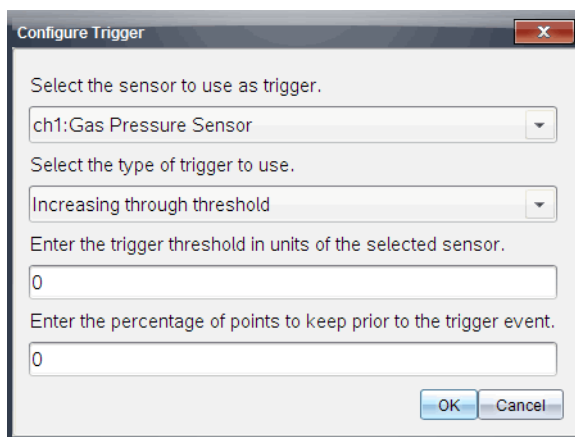 Configure Trigger
Select the sensor to use as trigger.
ch1:Gas Pressure Sensor
Select the type of trigger to use.
Increasing through threshold
Enter the trigger threshold in units of the selected sensor.
0
Enter the percentage of points to keep prior to the trigger event.
0
OK Cancel